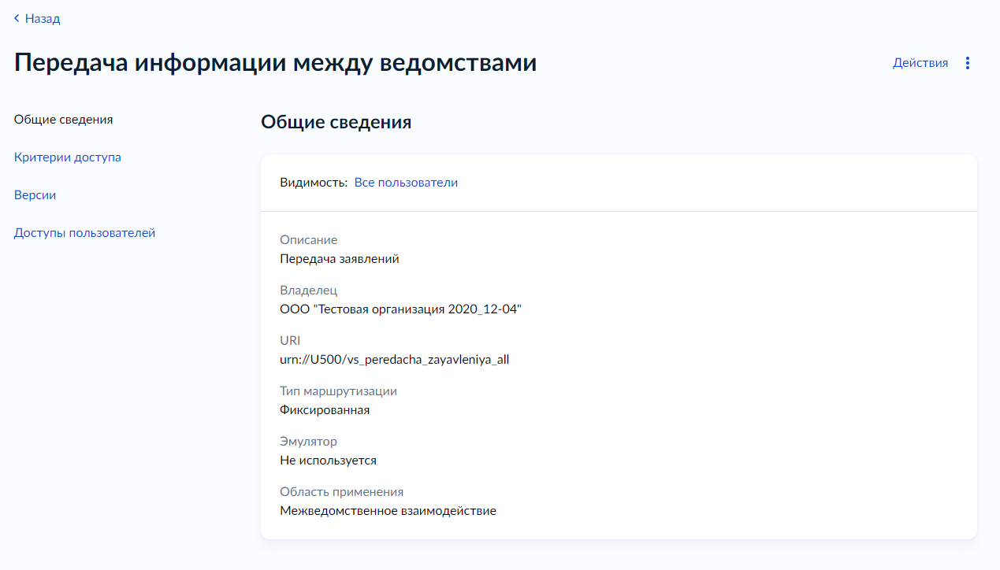 Назад
Передача информации между ведомствами
Действия
Общие сведения
Критерии доступа
Версии
Доступы пользователей
Общие сведения
Видимость: Все пользователи
Описание
Передача заявлений
Владелец
ООО "Тестовая организация 2020_12-04"
URI
urn://U500/vs_peredacha_zayavleniya_all
Тип маршрутизации
Фиксированная
Эмулятор
Не используется
Область применения
Межведомственное взаимодействие